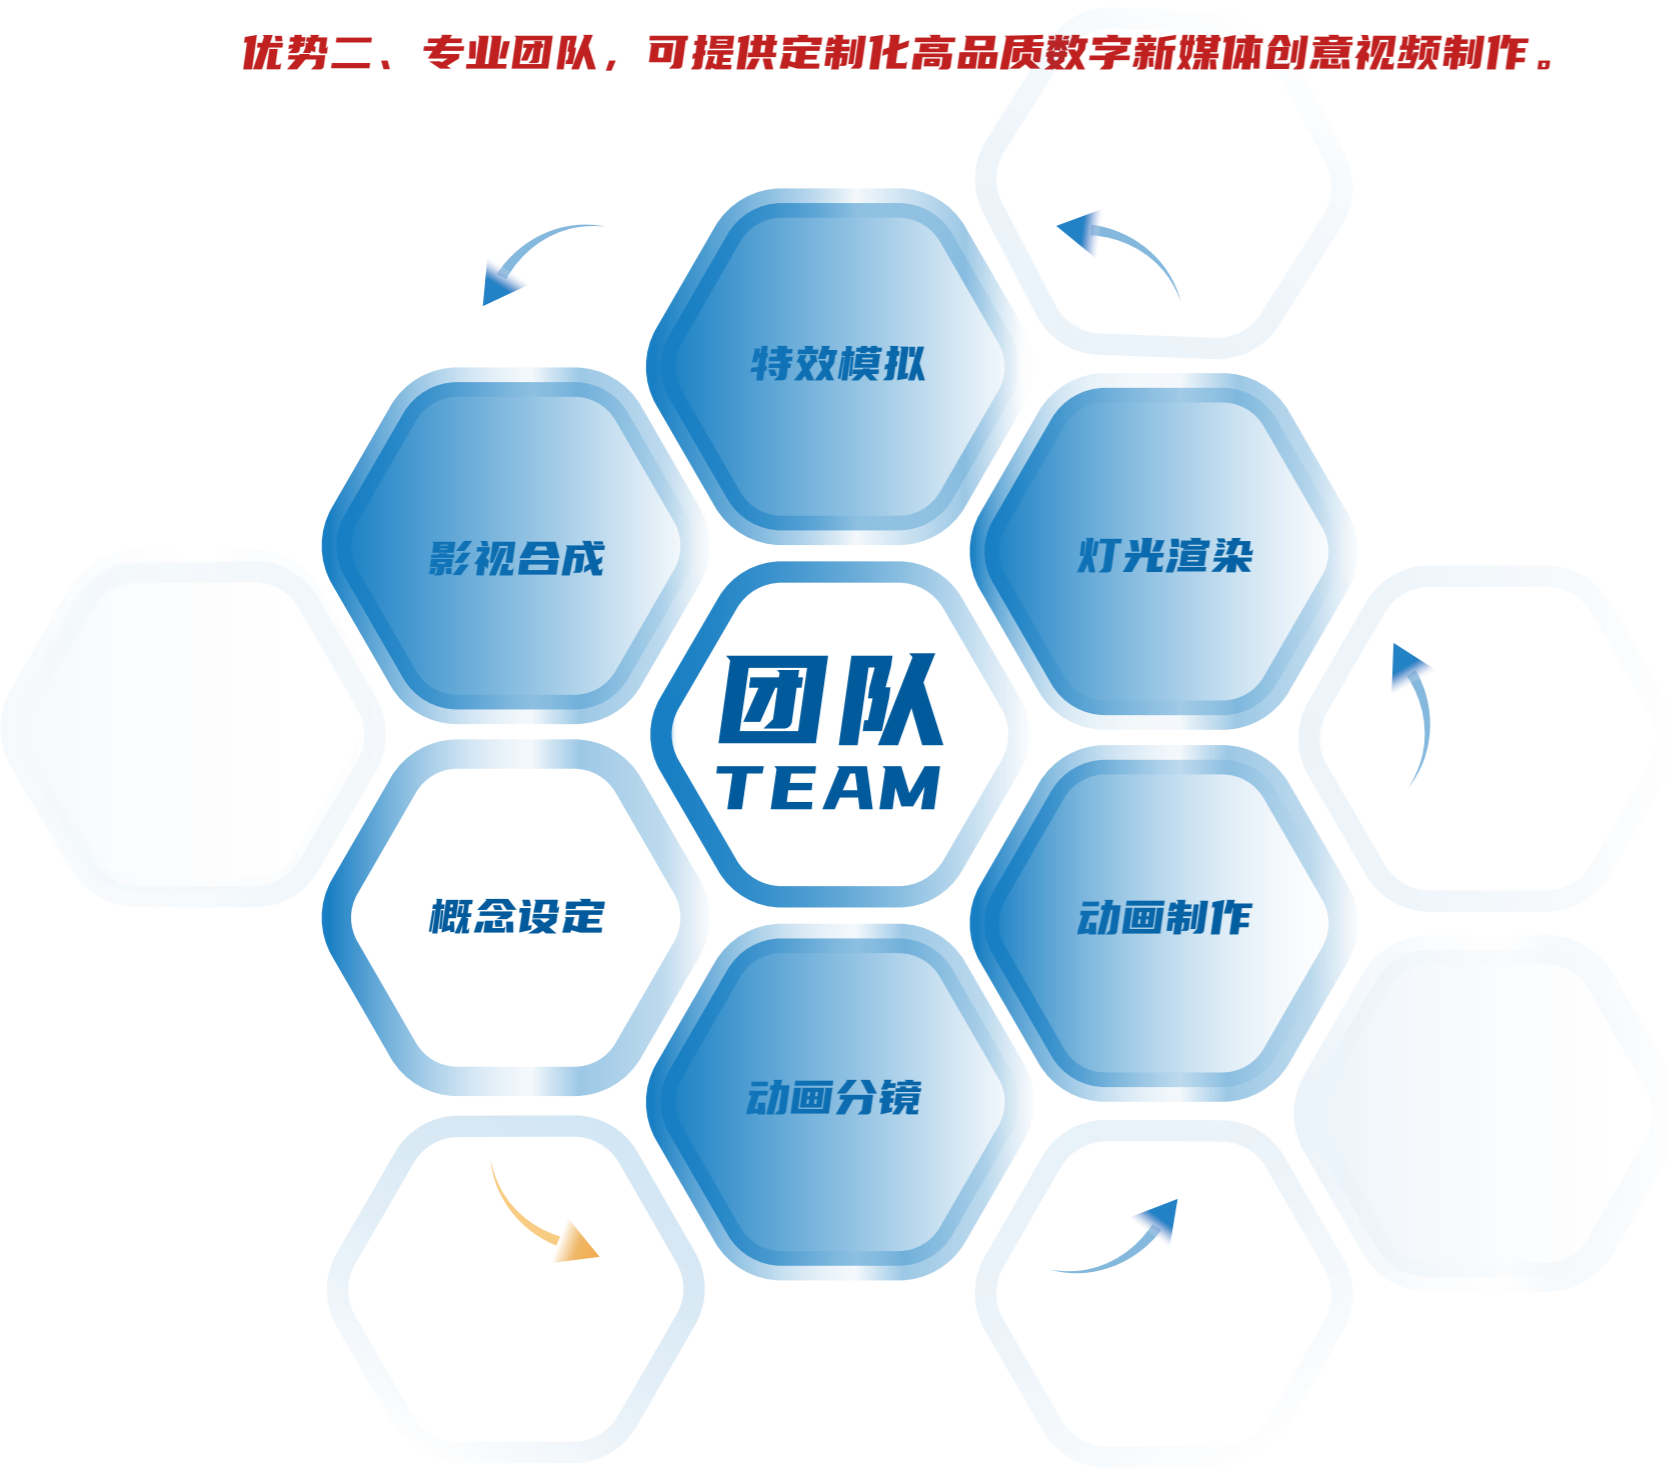 优势二、专业团队，可提供定制化高品质数字新媒体创意视频制作。
特效模拟
影视合成
灯光渲染
团队
TEAM
概念设定
动画制作
动画分镜